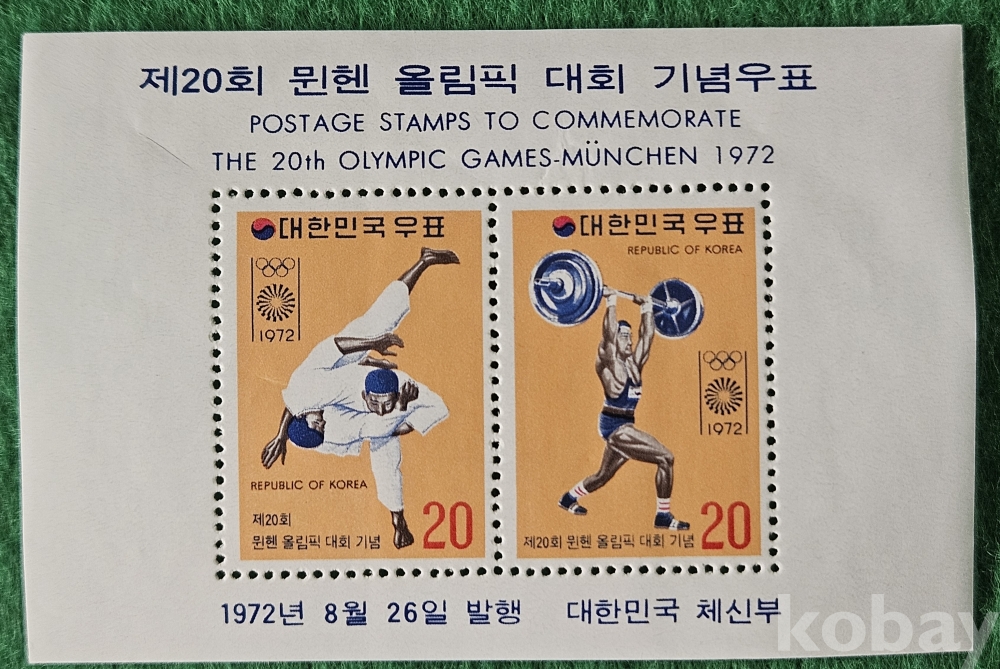 제20회 뮌헨 올림픽 대회 기념우표
POSTAGE STAMPS TO COMMEMORATE
THE 20th OLYMPIC GAMES-MÜNCHEN 1972
대한민국우표
1972
REPUBLIC OF KOREA
제20회
뮌헨 올림픽 대회 기념
20
대한민국우표
REPUBLIC OF KOREA
1972
제20회 뮌헨 올림픽 대회 기념
20
1972년 8월 26일 발행 대한민국 체신부
kobay